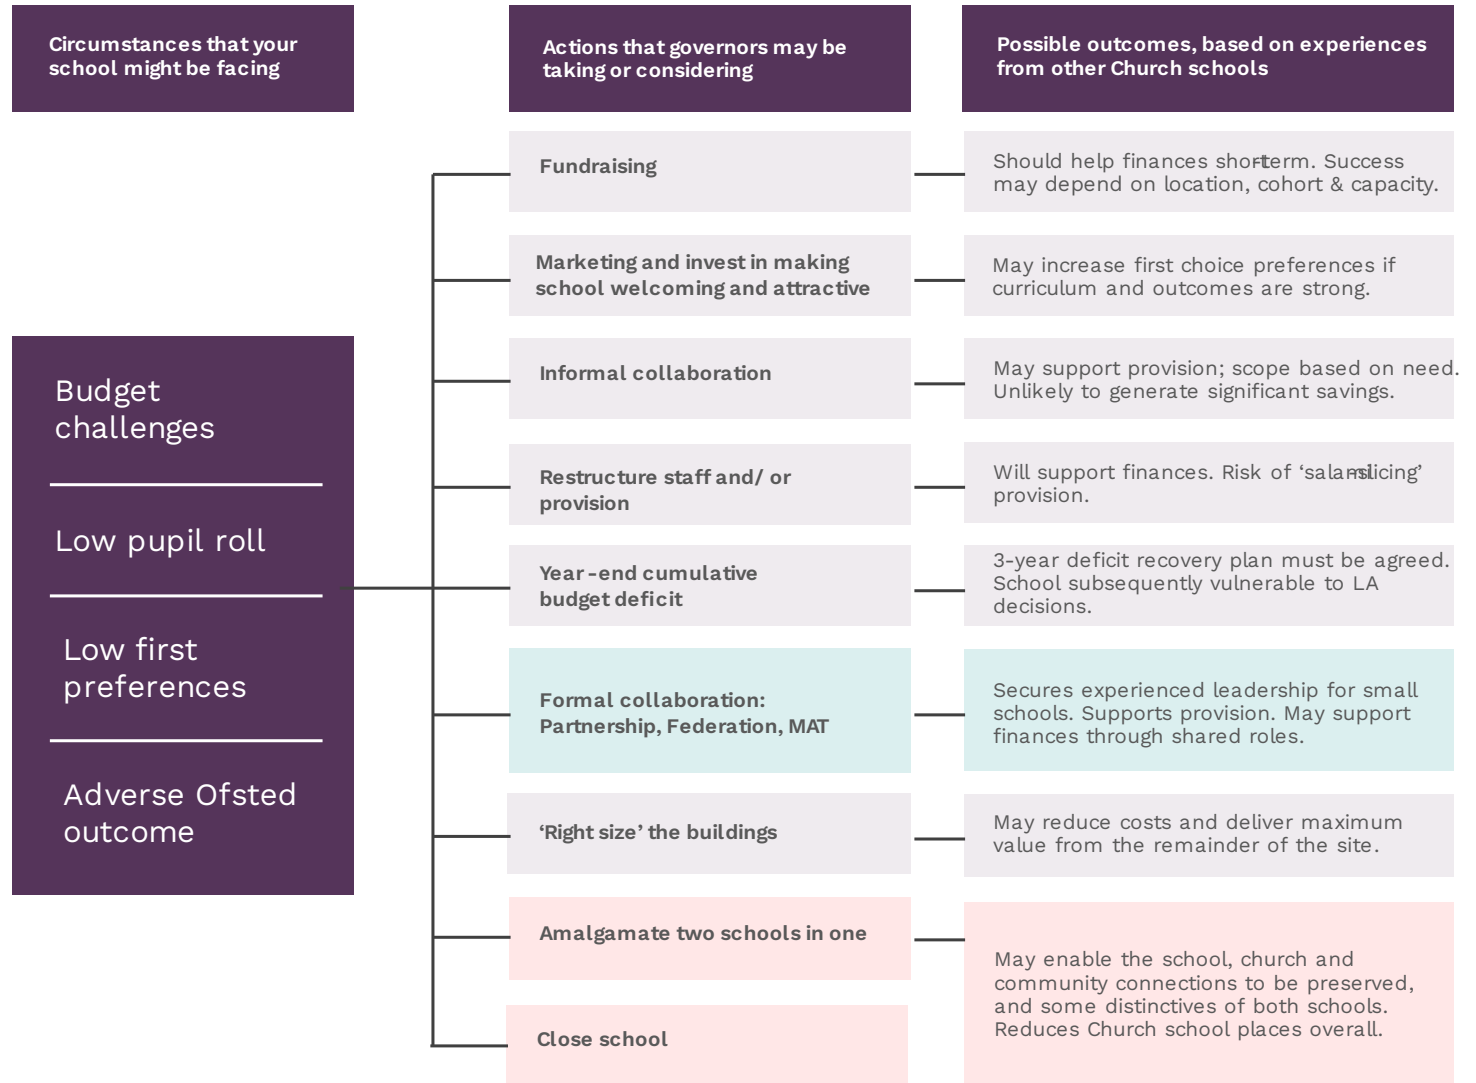 Circumstances that your
school might be facing
Actions that governors may be
taking or considering
Possible outcomes, based on experiences
from other Church schools
Budget
challenges
Low pupil roll
Low first
preferences
Adverse Ofsted
outcome
Fundraising
Should help finances short-term. Success
may depend on location, cohort & capacity.
Marketing and invest in making
school welcoming and attractive
May increase first choice preferences if
curriculum and outcomes are strong.
Informal collaboration
May support provision; scope based on need.
Unlikely to generate significant savings.
Restructure staff and/ or
provision
Will support finances. Risk of ‘salami-slicing’
provision.
Year-end cumulative
budget deficit
3-year deficit recovery plan must be agreed.
School subsequently vulnerable to LA
decisions.
Formal collaboration:
Partnership, Federation, MAT
Secures experienced leadership for small
schools. Supports provision. May support
finances through shared roles.
‘Right size’ the buildings
May reduce costs and deliver maximum
value from the remainder of the site.
Amalgamate two schools in one
Close school
May enable the school, church and
community connections to be preserved,
and some distinctives of both schools.
Reduces Church school places overall.